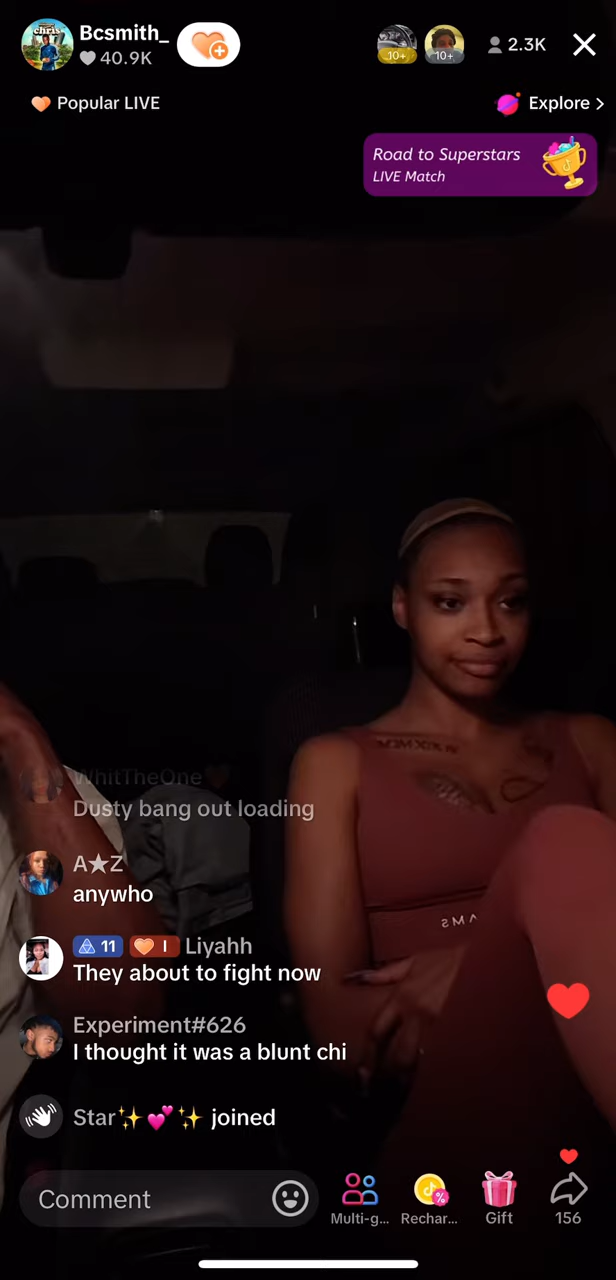 chris
Bcsmith_
40.9K
10+
10+
2.3K
Popular LIVE
Explore >
Road to Superstars
LIVE Match
WhitTheOne
Dusty bang out loading
A★Z
anywho
11
I
Liyahh
They about to fight now
Experiment#626
I thought it was a blunt chi
Star✨💕✨ joined
Comment
Multi-g...
Rechar...
Gift
156